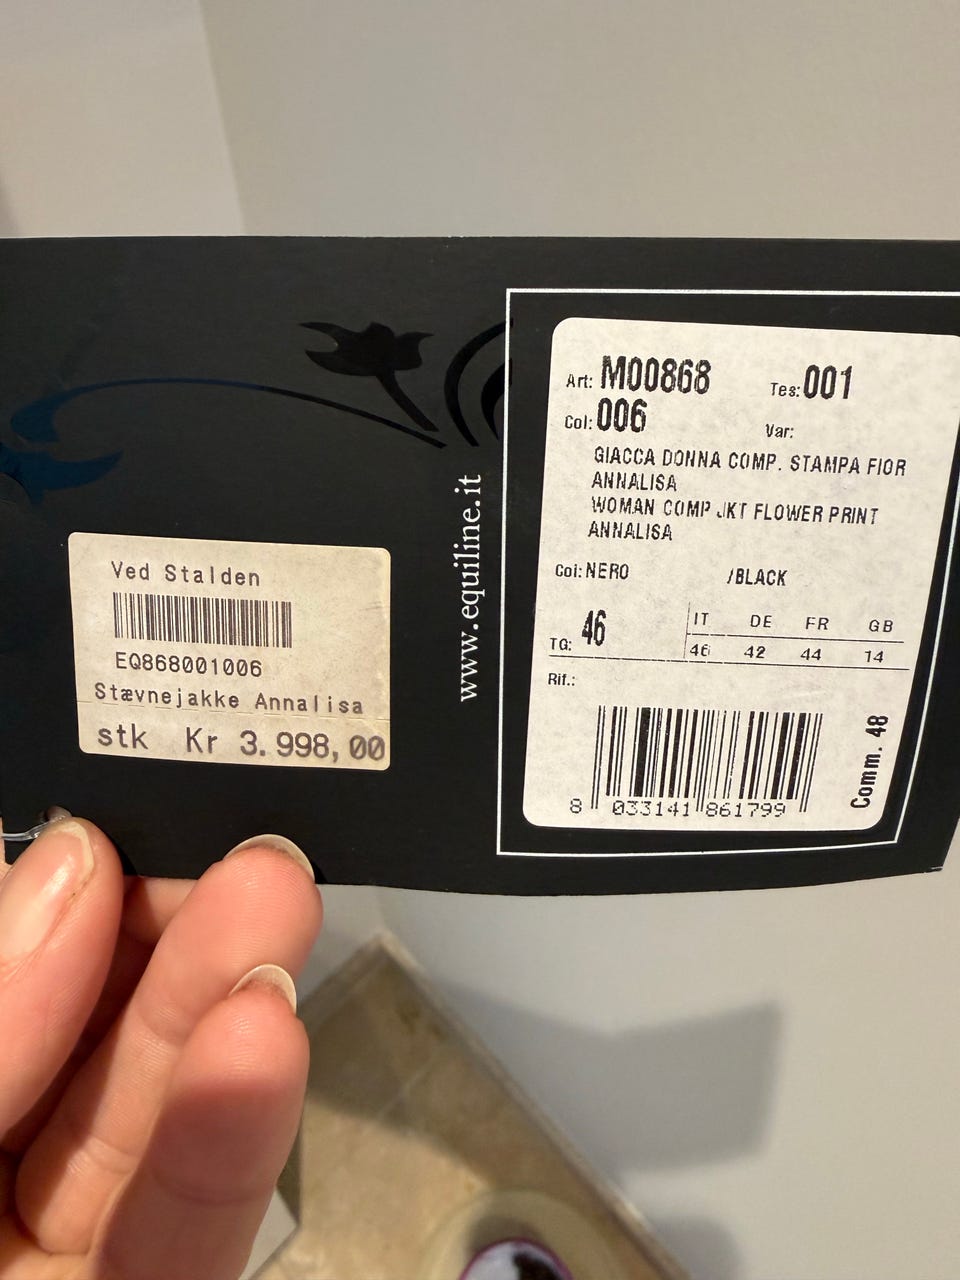 Ved Stalden
EQ868001006
Stævnejakke Annalisa
stk Kr 3.998,00
www.equiline.it
Art: M00868 Tes: 001
Col: 006 Var:
GIACCA DONNA COMP. STAMPA FIOR
ANNALISA
WOMAN COMP JKT FLOWER PRINT
ANNALISA
Col: NERO /BLACK
TG: 46
IT DE FR GB
46 42 44 14
Rif.:
8 033141 861799
Comm. 48